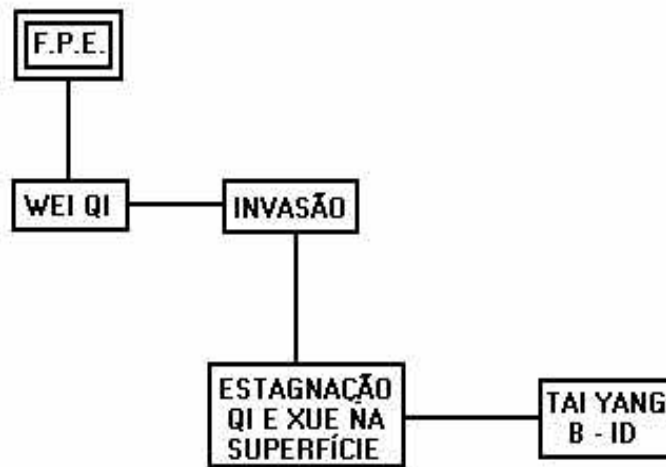 F.P.E.
WEI QI
INVASÃO
ESTAGNAÇÃO
QI E XUE NA
SUPERFÍCIE
TAI YANG
B - ID